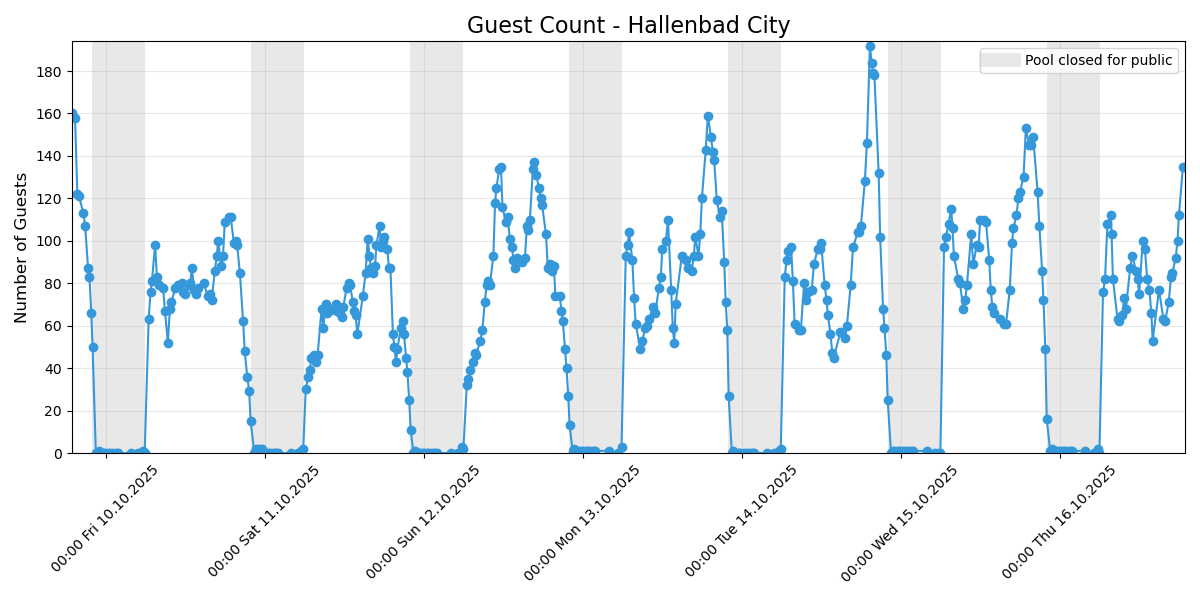 Guest Count - Hallenbad City
Pool closed for public
Number of Guests
180
160
140
120
100
80
60
40
20
0
00:00 Fri 10.10.2025
00:00 Sat 11.10.2025
00:00 Sun 12.10.2025
00:00 Mon 13.10.2025
00:00 Tue 14.10.2025
00:00 Wed 15.10.2025
00:00 Thu 16.10.2025